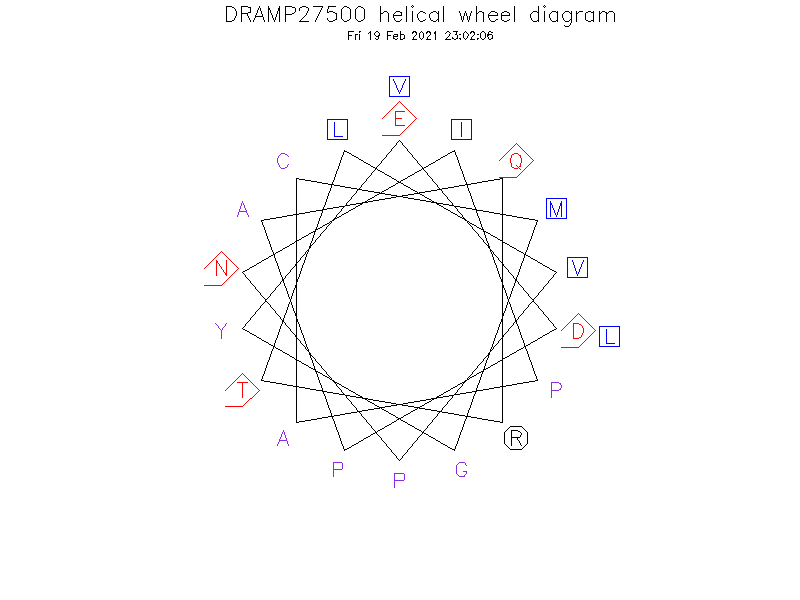 DRAMP27500 helical wheel diagram
Fri 19 Feb 2021 23:02:06
V
E
L
I
C
Q
A
M
N
V
Y
D
L
T
P
A
R
P
G
P